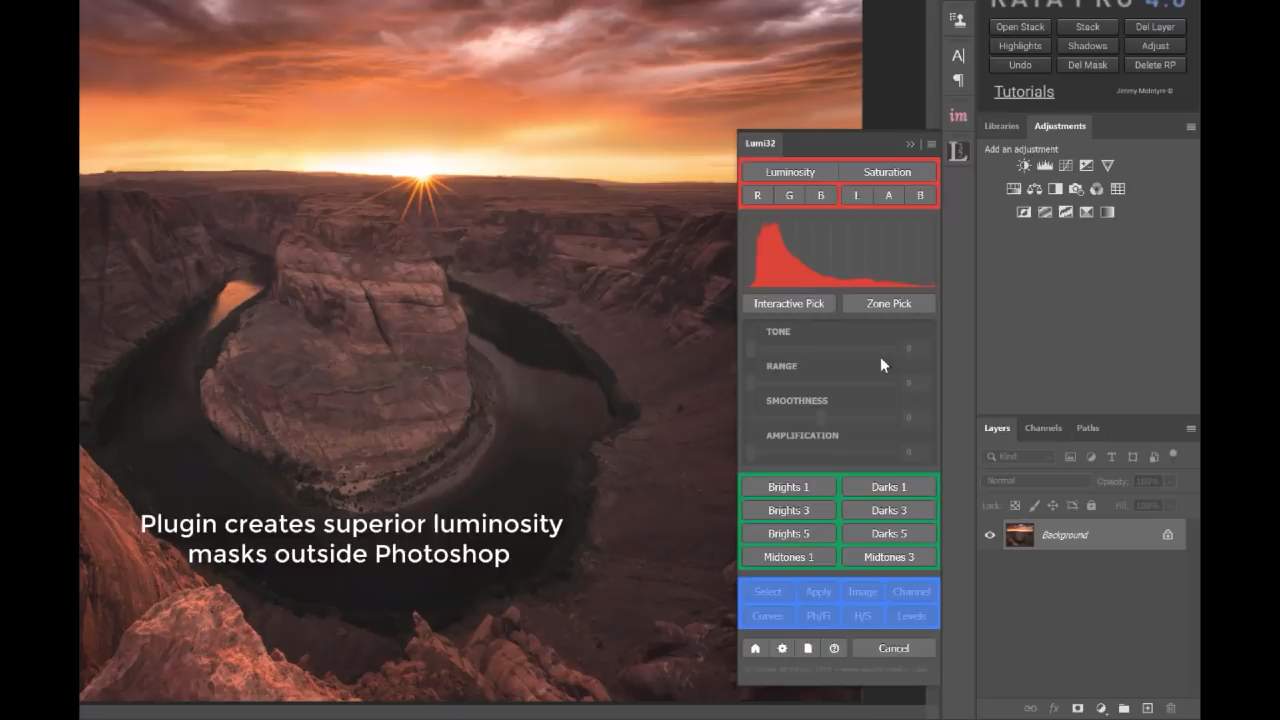 RAYA PRO 4.0
Open Stack Stack Del Layer
Highlights Shadows Adjust
Undo Del Mask Delete RP
Tutorials Jimmy McIntyre ©
Libraries Adjustments
Add an adjustment
Lumi32
Luminosity Saturation
R G B L A B
Interactive Pick Zone Pick
TONE
0
RANGE
0
SMOOTHNESS
0
AMPLIFICATION
0
Brights 1 Darks 1
Brights 3 Darks 3
Brights 5 Darks 5
Midtones 1 Midtones 3
Select Apply Image Channel
Curves Ph/Fi H/S Levels
Cancel
Layers Channels Paths
Kind
Normal Opacity: 100%
Lock: Fill: 100%
Background
Plugin creates superior luminosity
masks outside Photoshop